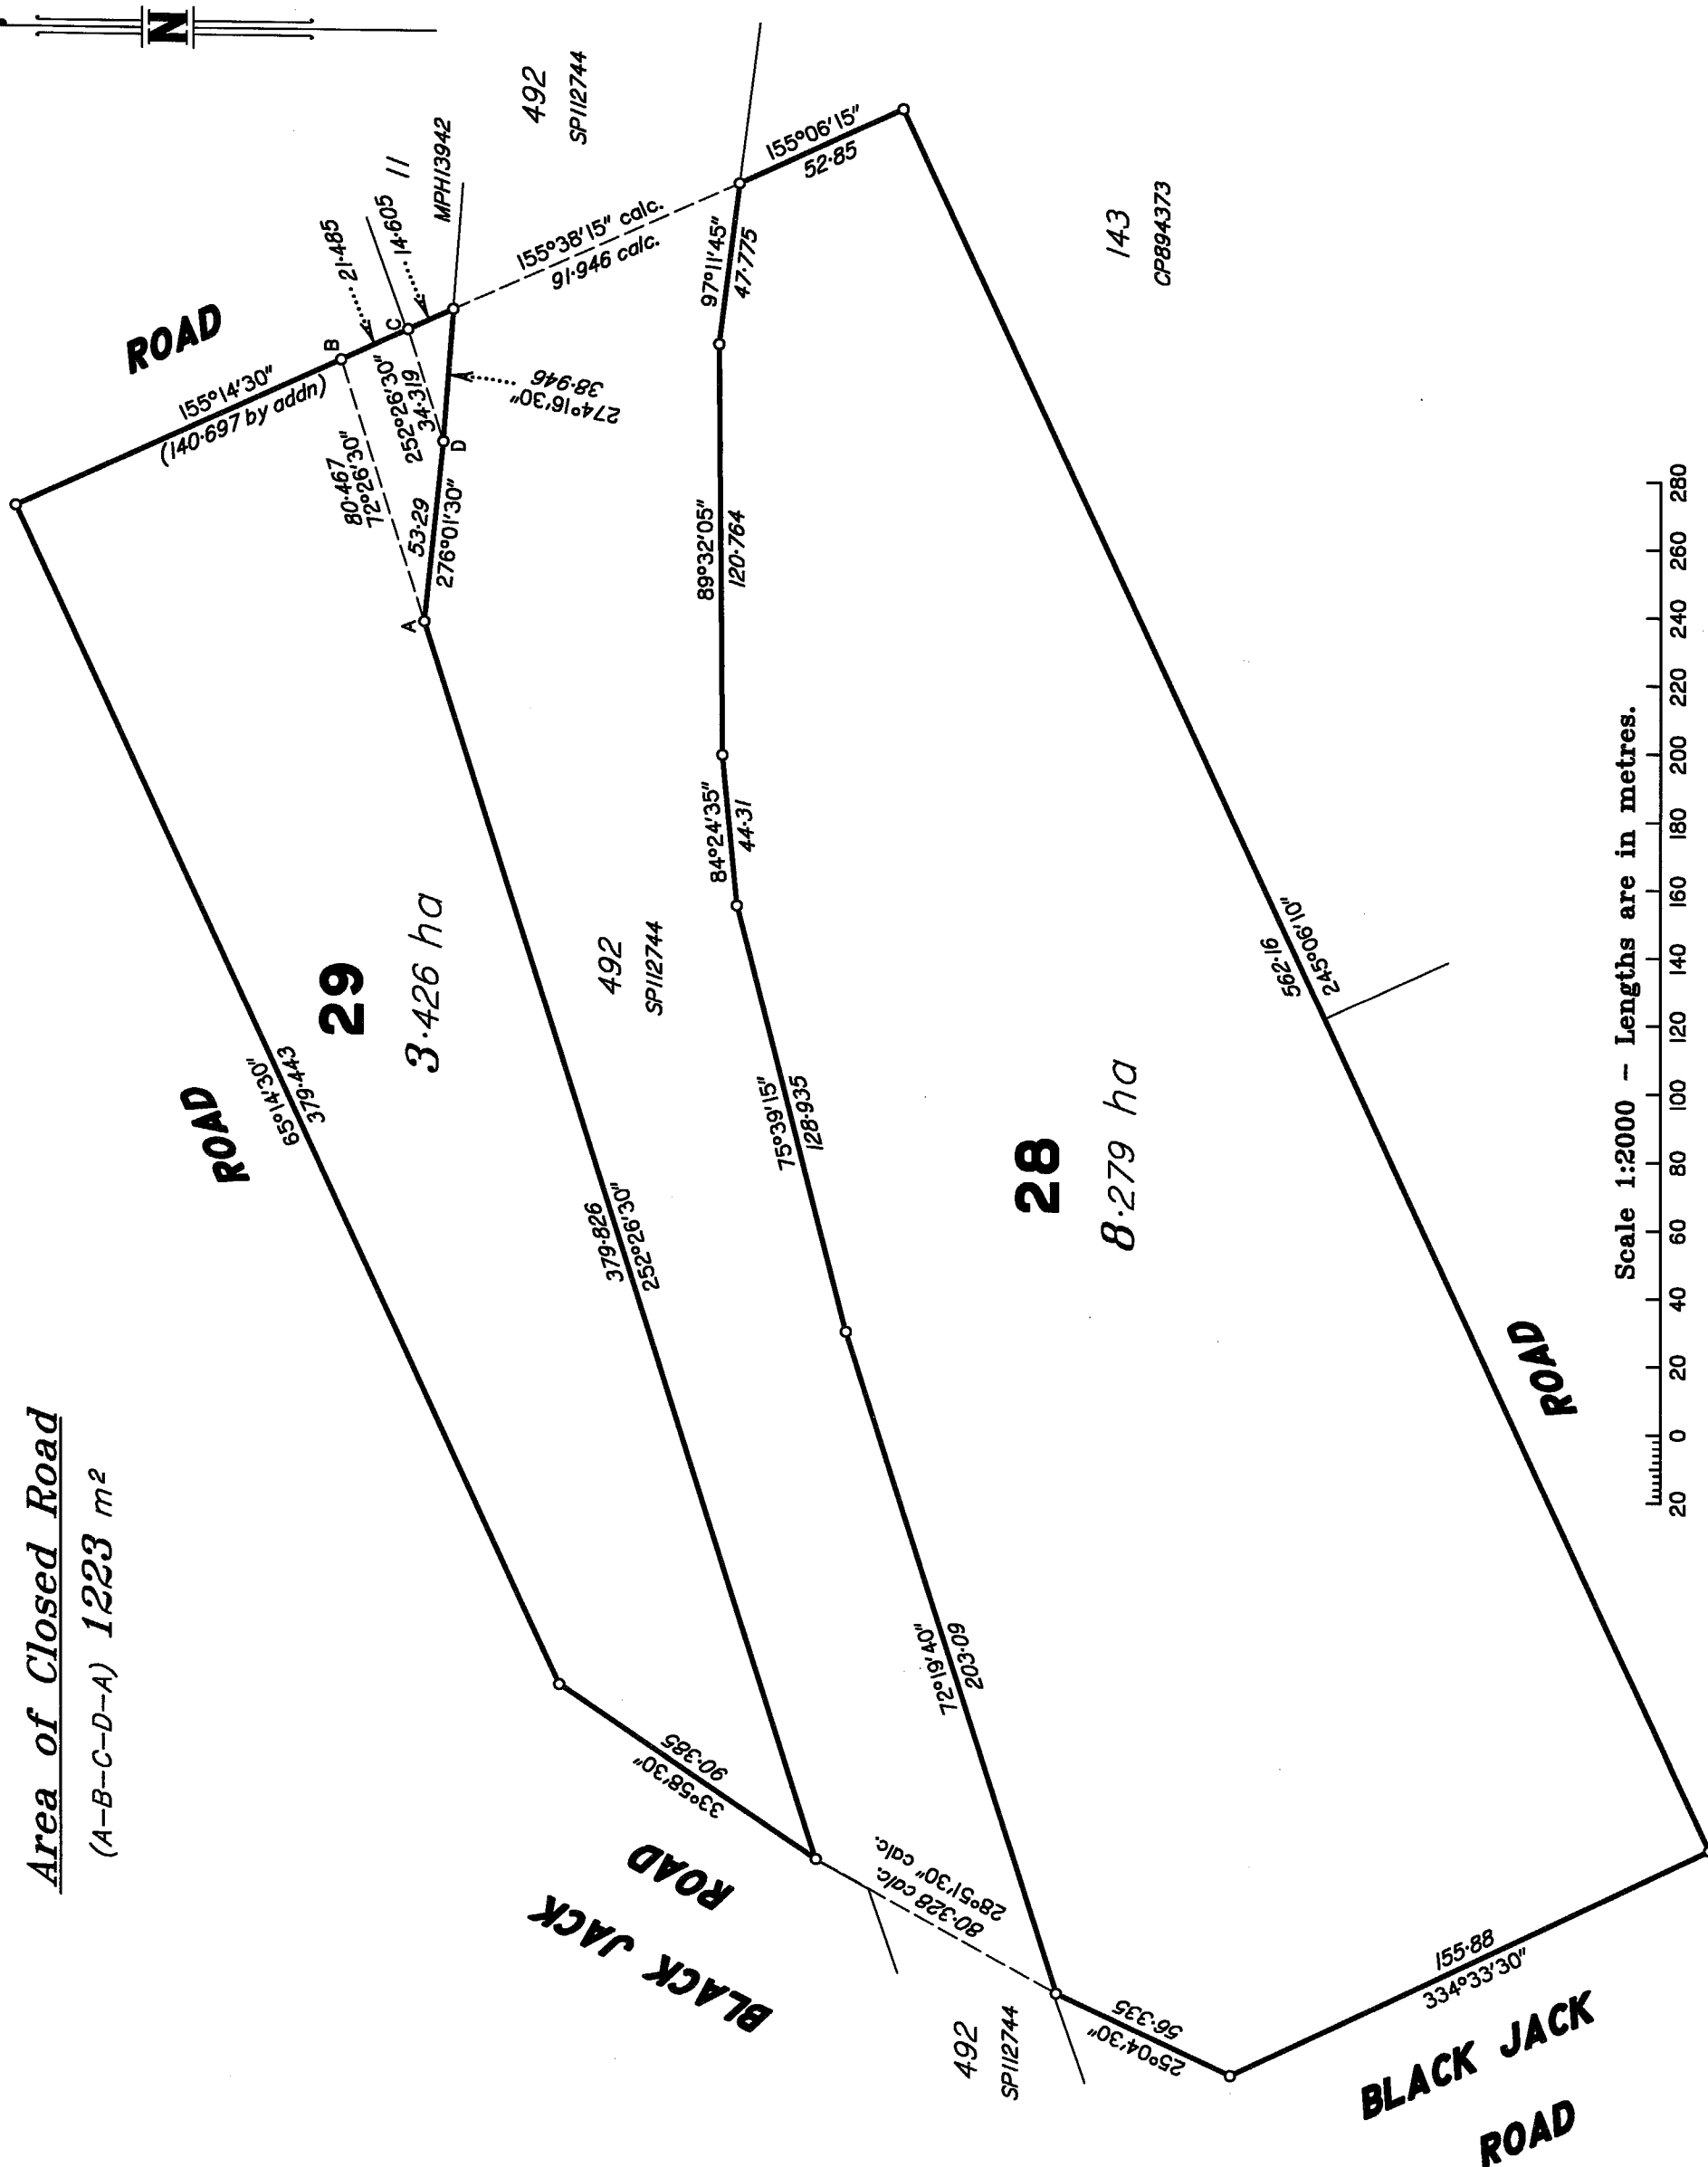 Area of Closed Road
(A-B-C-D-A) 1223 m²
N
ROAD
65°14'30"
379·443
29
3·426 ha
ROAD
155°14'30"
(140·697 by addn)
B
21·485
C
14·605
11
MPH13942
492
SP112744
80·467
72°26'30"
252°26'30"
34·319
A
53·29
276°01'30"
D
274°16'30"
38·946
155°38'15" calc.
91·946 calc.
155°06'15"
52·85
97°11'45"
47·775
89°32'05"
120·764
84°24'35"
44·31
75°39'15"
128·935
72°19'40"
203·09
379·826
252°26'30"
492
SP112744
143
CP894373
33°58'30"
90·385
BLACK JACK
ROAD
80·328 calc.
28°51'30" calc.
492
SP112744
25°04'30"
56·335
28
8·279 ha
562·16
245°06'10"
155·88
334°33'30"
BLACK JACK
ROAD
ROAD
Scale 1:2000 – Lengths are in metres.
20 0 20 40 60 80 100 120 140 160 180 200 220 240 260 280